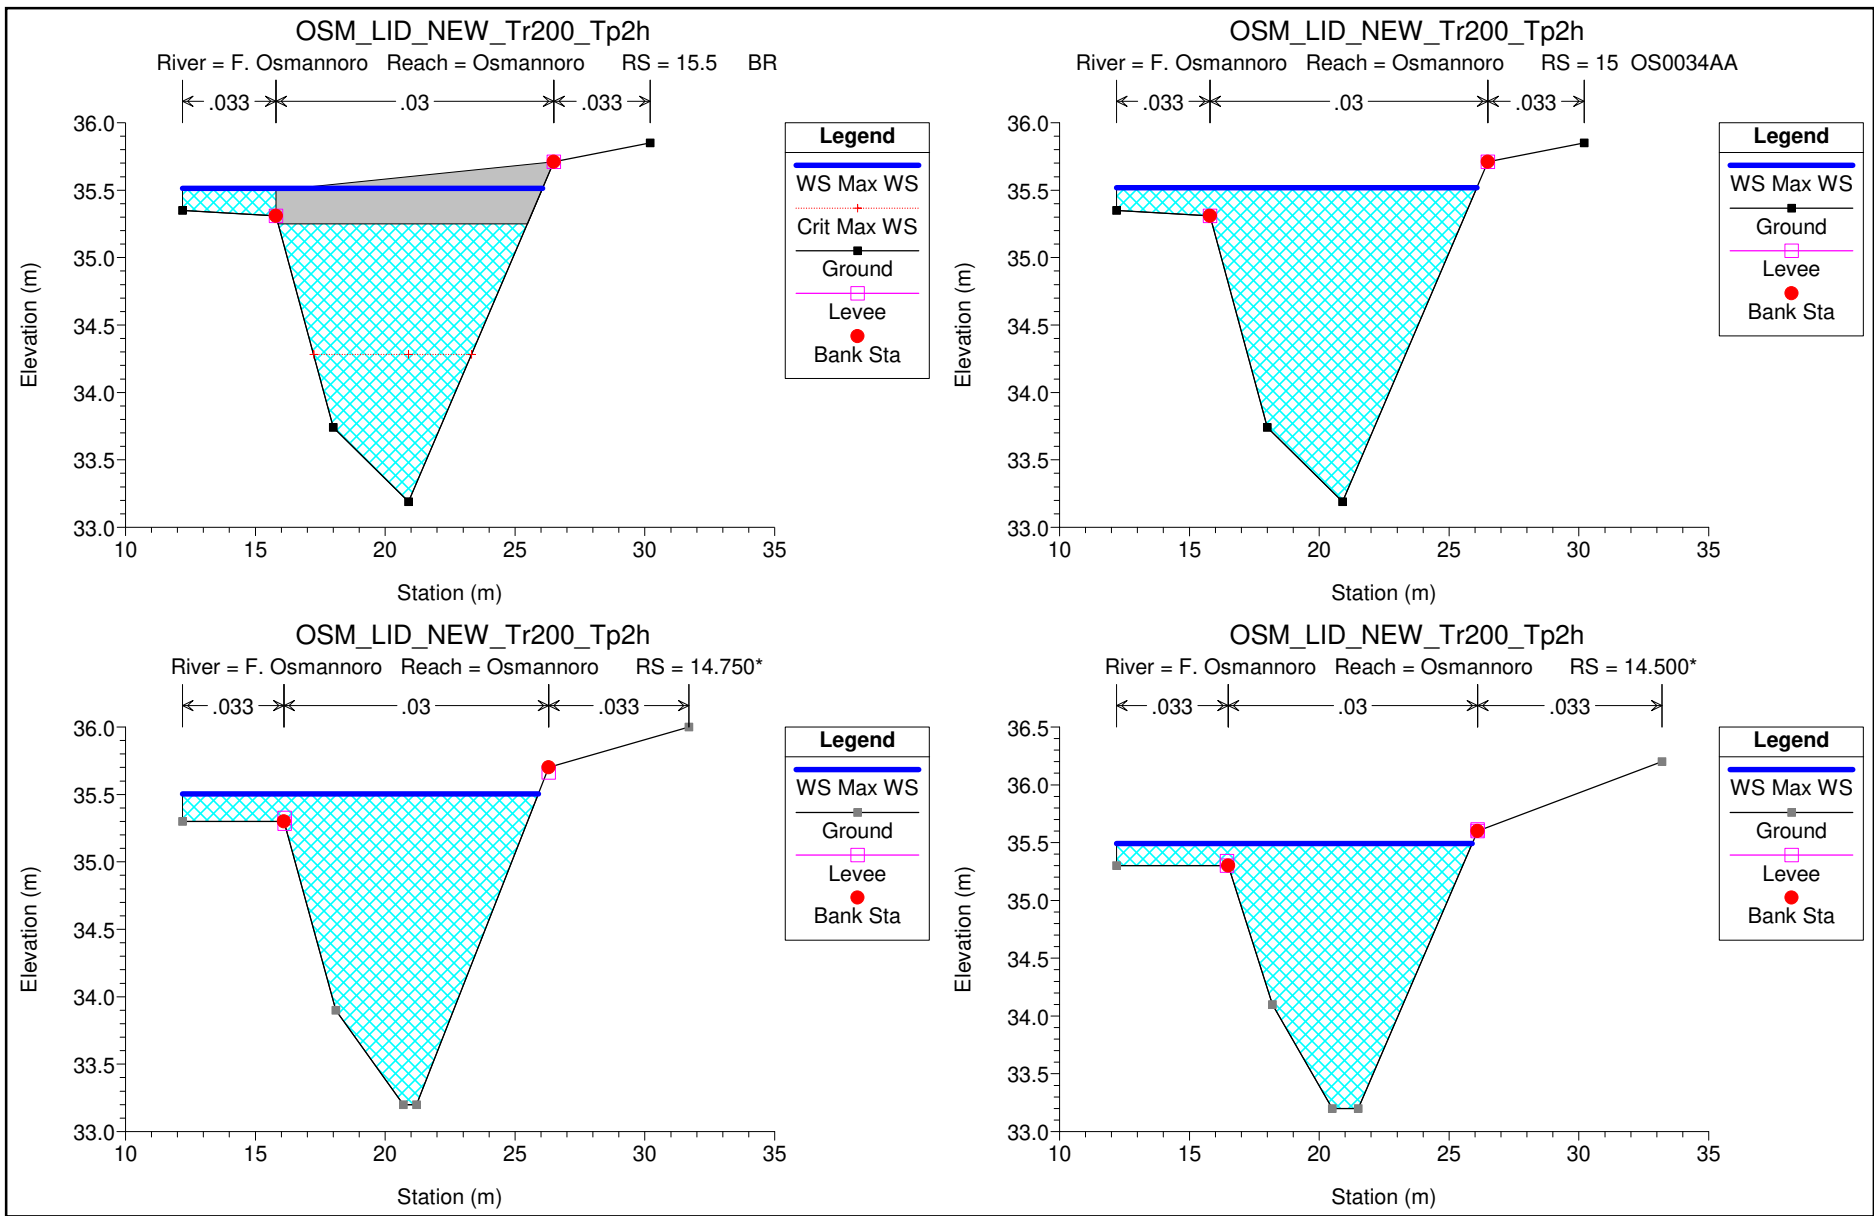 OSM_LID_NEW_Tr200_Tp2h
River = F. Osmannoro Reach = Osmannoro RS = 15.5 BR
.033 .03 .033
36.0
35.5
35.0
34.5
34.0
33.5
33.0
Elevation (m)
10 15 20 25 30 35
Station (m)
Legend
WS Max WS
Crit Max WS
Ground
Levee
Bank Sta
OSM_LID_NEW_Tr200_Tp2h
River = F. Osmannoro Reach = Osmannoro RS = 15 OS0034AA
.033 .03 .033
36.0
35.5
35.0
34.5
34.0
33.5
33.0
Elevation (m)
10 15 20 25 30 35
Station (m)
Legend
WS Max WS
Ground
Levee
Bank Sta
OSM_LID_NEW_Tr200_Tp2h
River = F. Osmannoro Reach = Osmannoro RS = 14.750*
.033 .03 .033
36.0
35.5
35.0
34.5
34.0
33.5
33.0
Elevation (m)
10 15 20 25 30 35
Station (m)
Legend
WS Max WS
Ground
Levee
Bank Sta
OSM_LID_NEW_Tr200_Tp2h
River = F. Osmannoro Reach = Osmannoro RS = 14.500*
.033 .03 .033
36.5
36.0
35.5
35.0
34.5
34.0
33.5
33.0
Elevation (m)
10 15 20 25 30 35
Station (m)
Legend
WS Max WS
Ground
Levee
Bank Sta